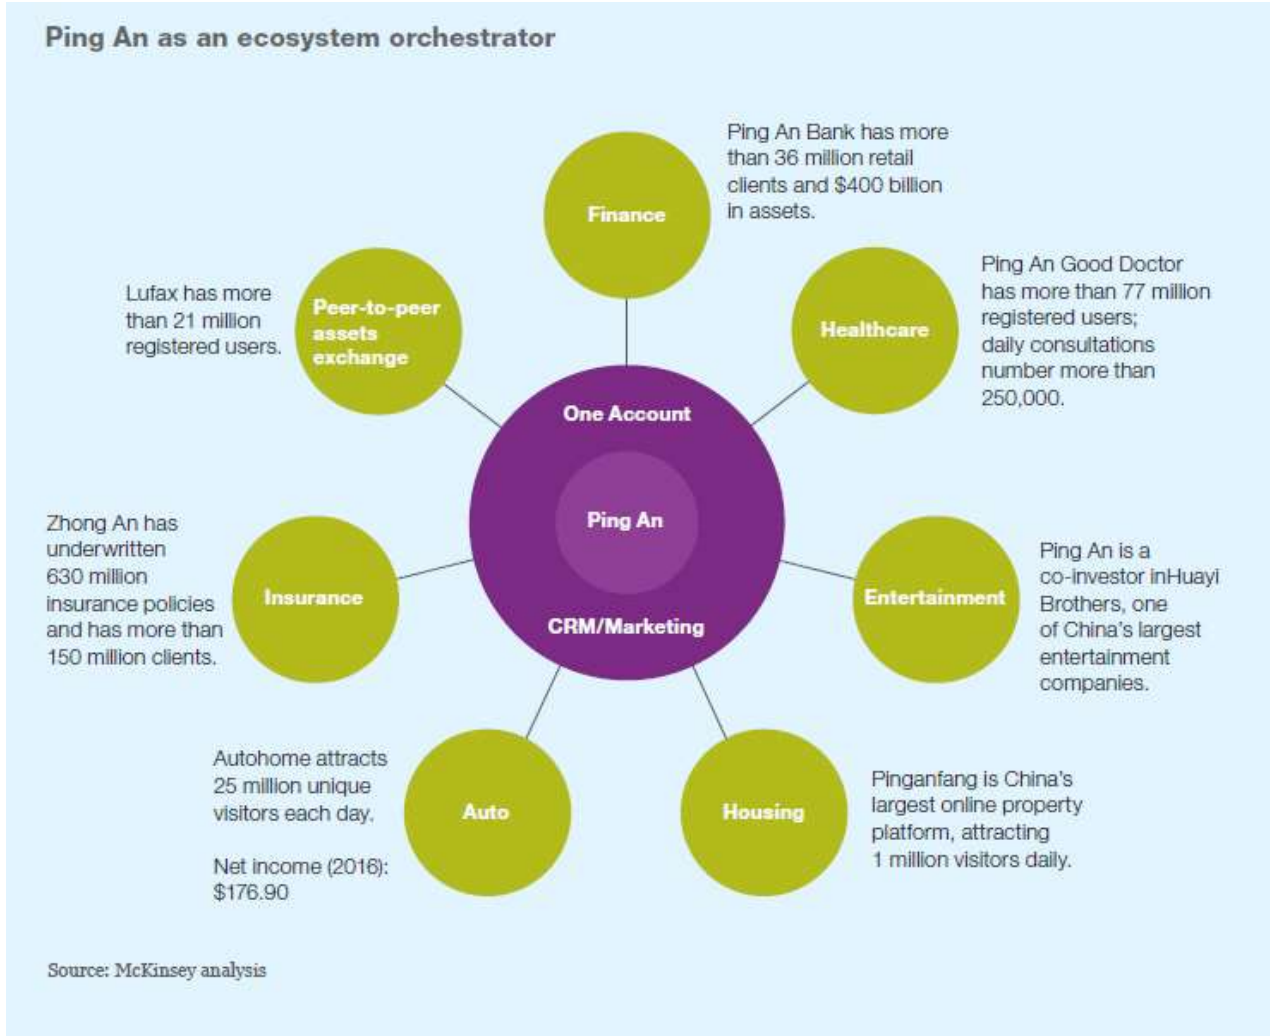 Ping An as an ecosystem orchestrator
Finance
Ping An Bank has more
than 36 million retail
clients and $400 billion
in assets.
Healthcare
Ping An Good Doctor
has more than 77 million
registered users;
daily consultations
number more than
250,000.
Entertainment
Ping An is a
co-investor inHuayi
Brothers, one
of China's largest
entertainment
companies.
Housing
Pinganfang is China's
largest online property
platform, attracting
1 million visitors daily.
Auto
Autohome attracts
25 million unique
visitors each day.
Net income (2016):
$176.90
Insurance
Zhong An has
underwritten
630 million
insurance policies
and has more than
150 million clients.
Peer-to-peer
assets
exchange
Lufax has more
than 21 million
registered users.
One Account
Ping An
CRM/Marketing
Source: McKinsey analysis